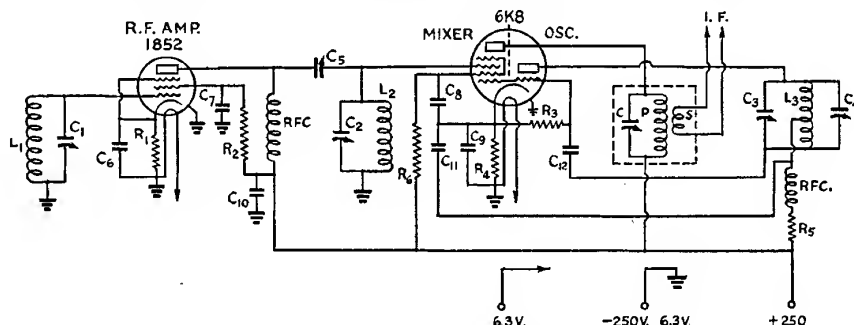 R.F. AMP.
1852
MIXER
6K8
OSC.
I. F.
L1
C1
C6
R1
C7
R2
C10
RFC
C5
C2
L2
R6
C8
C11
C9
R4
R3
C12
C
P
S
C3
L3
C
RFC.
R5
6.3V.
-250V. 6.3V.
+250